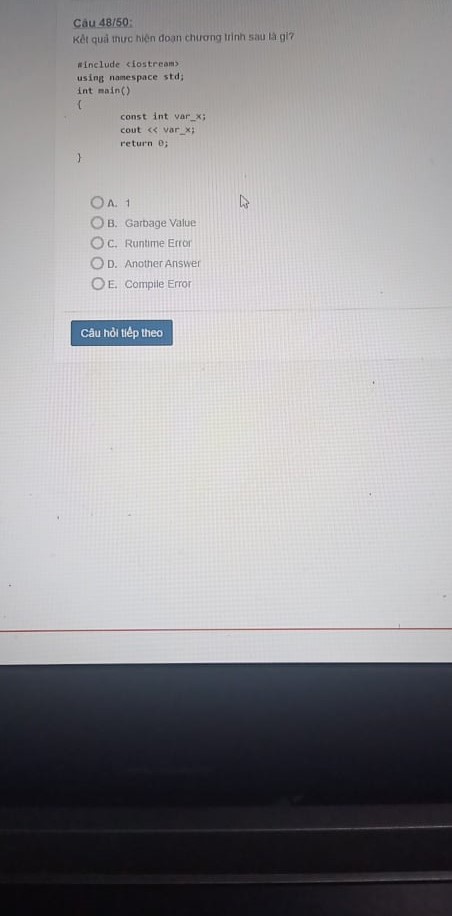 Câu 48/50:
Kết quả thực hiện đoạn chương trình sau là gì?
#include <iostream>
using namespace std;
int main()
{
const int var_x;
cout << var_x;
return 0;
}
A. 1
B. Garbage Value
C. Runtime Error
D. Another Answer
E. Compile Error
Câu hỏi tiếp theo